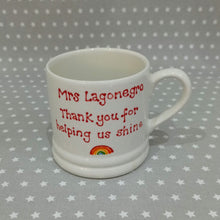 Mrs Lagonegro
Thank you for
helping us shine